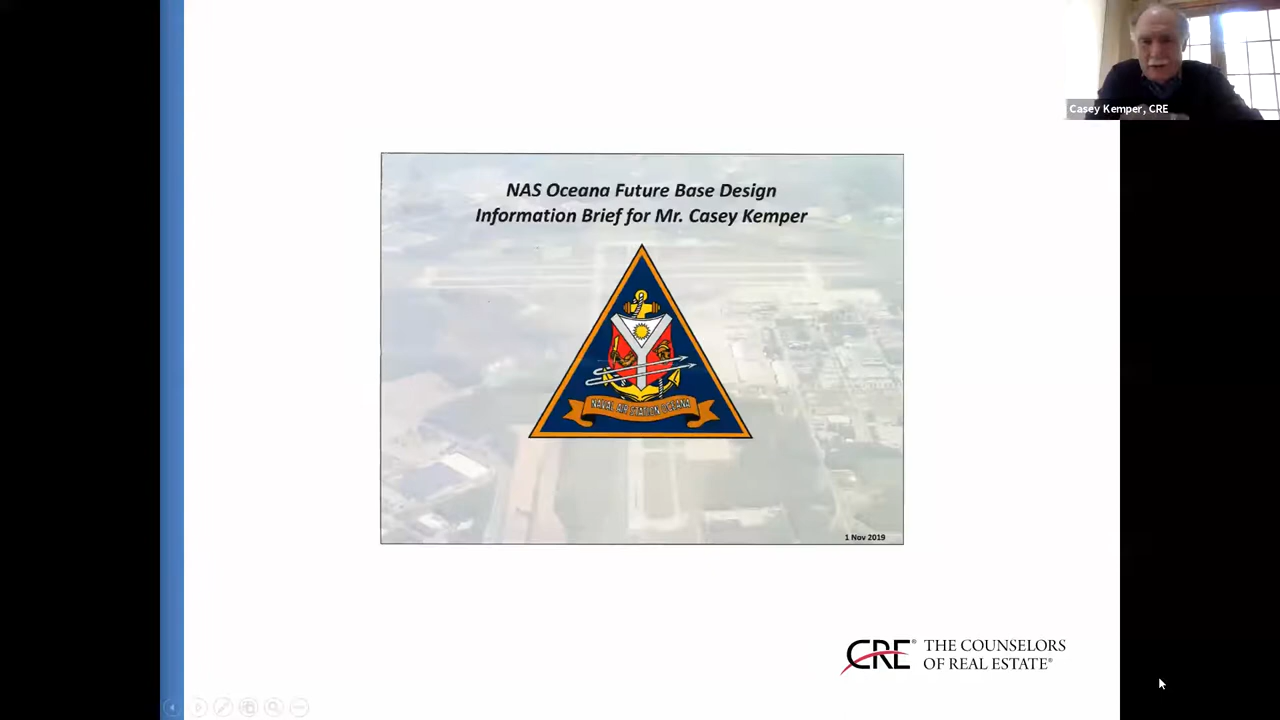 Casey Kemper, CRE
NAS Oceana Future Base Design
Information Brief for Mr. Casey Kemper
NAVAL AIR STATION OCEANA
1 Nov 2019
CRE® THE COUNSELORS
OF REAL ESTATE®